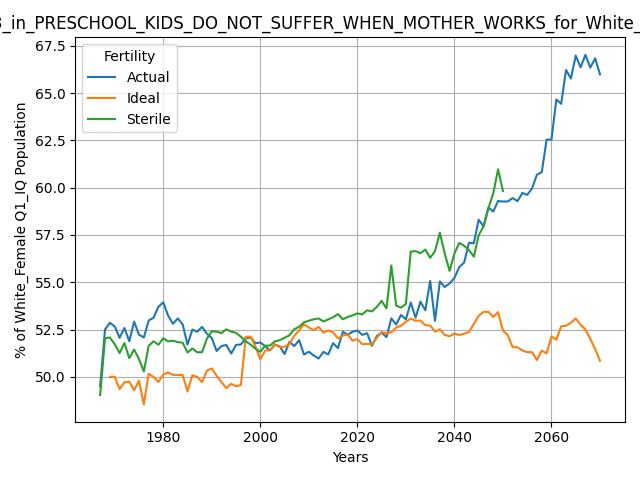 _in_PRESCHOOL_KIDS_DO_NOT_SUFFER_WHEN_MOTHER_WORKS_for_White_
Fertility
Actual
Ideal
Sterile
% of White_Female Q1_IQ Population
67.5
65.0
62.5
60.0
57.5
55.0
52.5
50.0
1980
2000
2020
2040
2060
Years